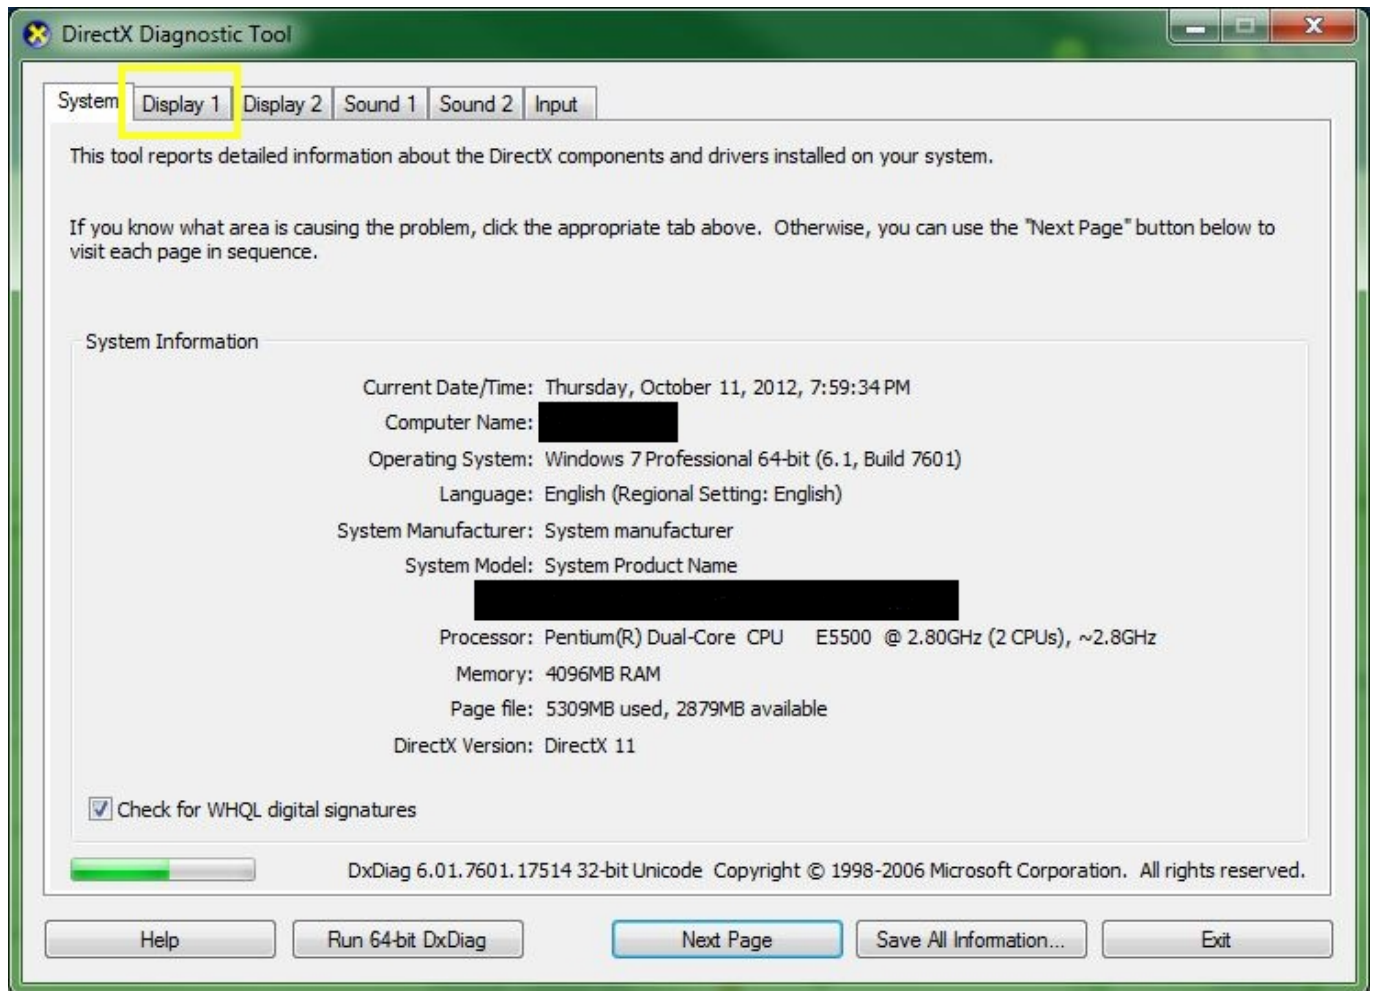 DirectX Diagnostic Tool
System Display 1 Display 2 Sound 1 Sound 2 Input
This tool reports detailed information about the DirectX components and drivers installed on your system.
If you know what area is causing the problem, click the appropriate tab above.  Otherwise, you can use the "Next Page" button below to
visit each page in sequence.
System Information
Current Date/Time: Thursday, October 11, 2012, 7:59:34 PM
Computer Name:
Operating System: Windows 7 Professional 64-bit (6.1, Build 7601)
Language: English (Regional Setting: English)
System Manufacturer: System manufacturer
System Model: System Product Name
Processor: Pentium(R) Dual-Core  CPU      E5500  @ 2.80GHz (2 CPUs), ~2.8GHz
Memory: 4096MB RAM
Page file: 5309MB used, 2879MB available
DirectX Version: DirectX 11
Check for WHQL digital signatures
DxDiag 6.01.7601.17514 32-bit Unicode  Copyright © 1998-2006 Microsoft Corporation.  All rights reserved.
Help Run 64-bit DxDiag Next Page Save All Information... Exit